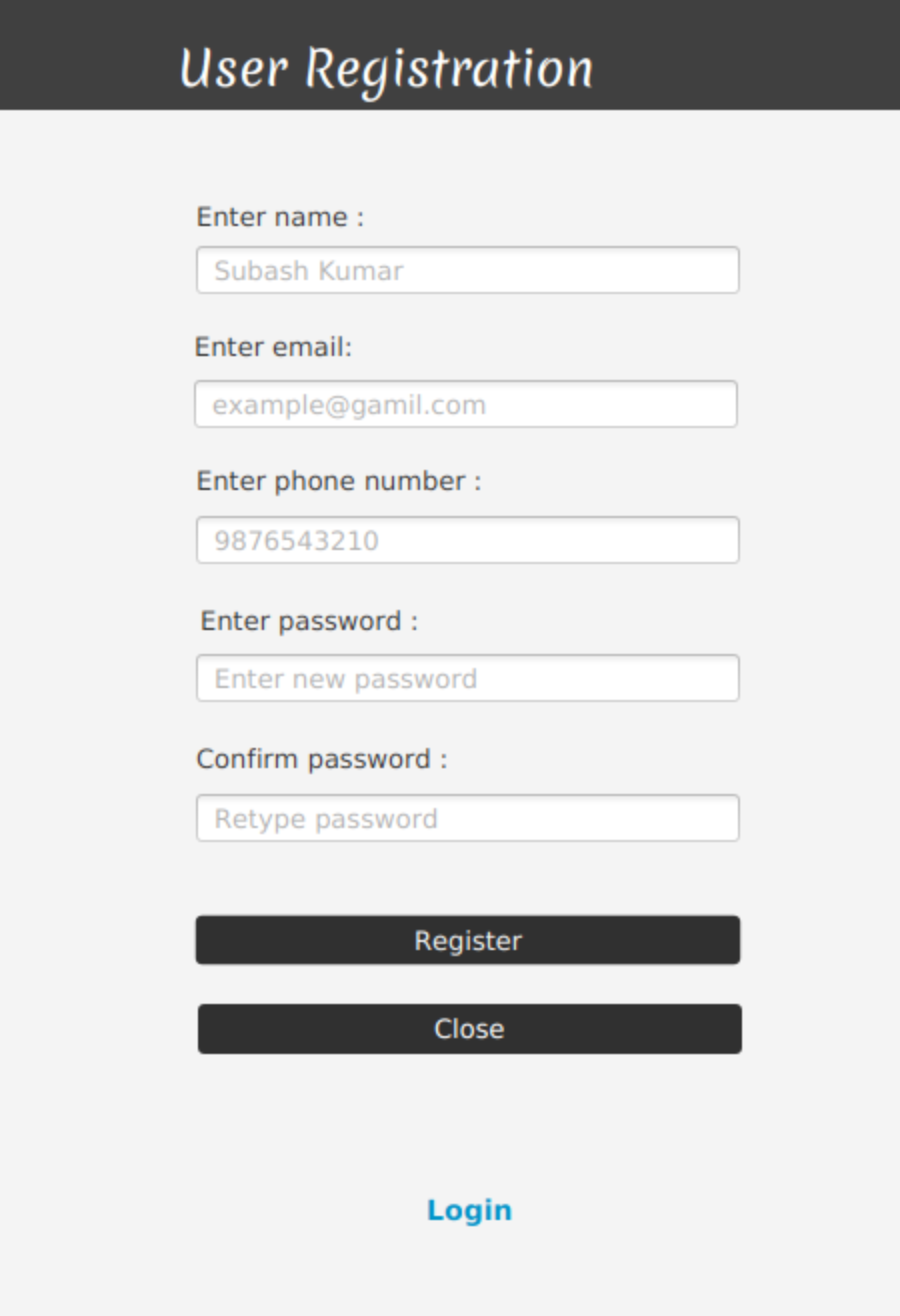 User Registration
Enter name :
Subash Kumar
Enter email:
example@gamil.com
Enter phone number :
9876543210
Enter password :
Enter new password
Confirm password :
Retype password
Register
Close
Login